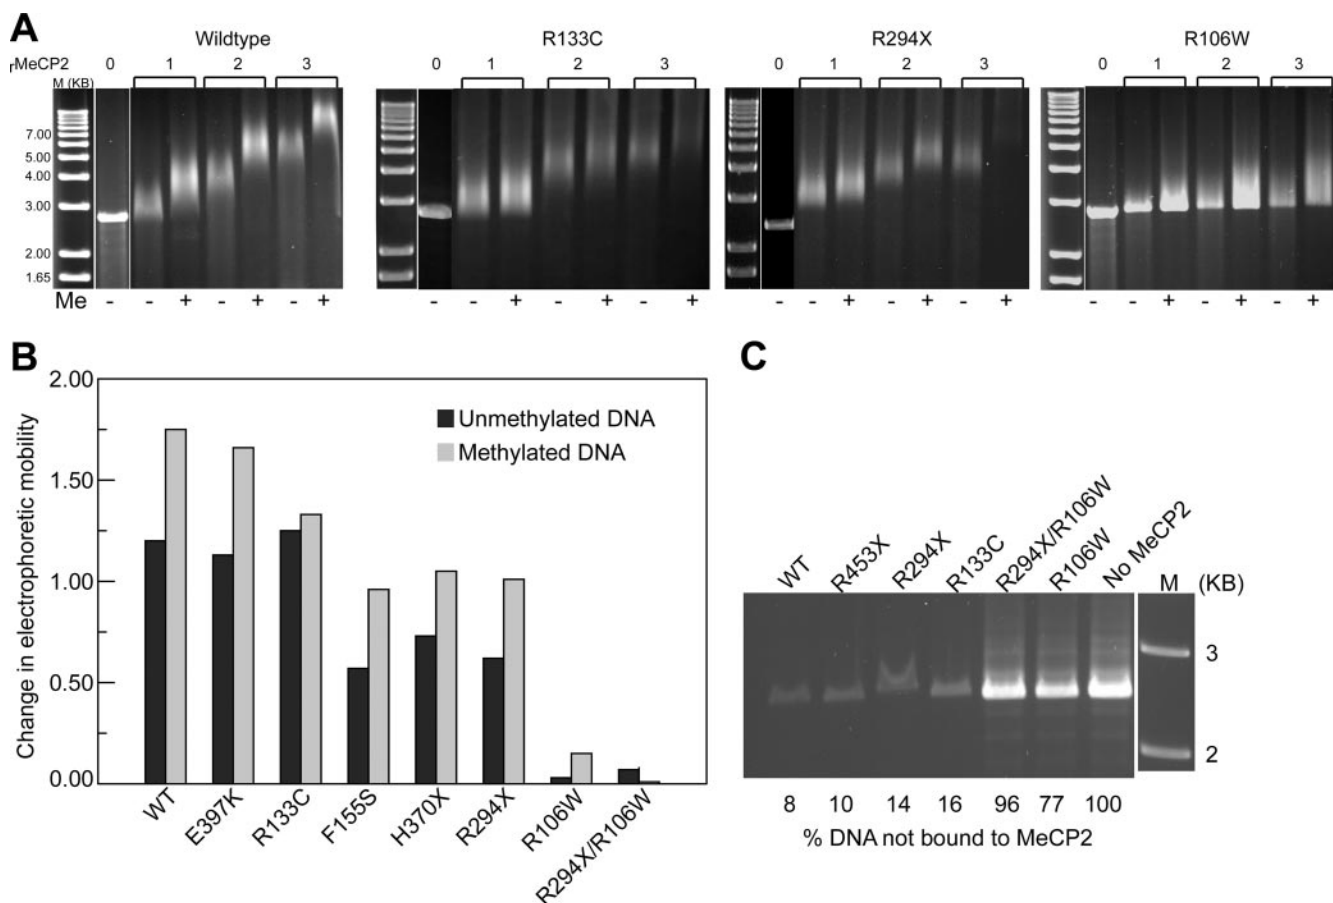 A
Wildtype R133C R294X R106W
rMeCP2 0 1 2 3 0 1 2 3 0 1 2 3 0 1 2 3
M (KB)
7.00
5.00
4.00
3.00
2.00
1.65
Me - - + - + - + - - + - + - + - - + - + - + - - + - + - +
B
2.00
1.50
1.00
0.50
0.00
Change in electrophoretic mobility
Unmethylated DNA
Methylated DNA
WT E397K R133C F155S H370X R294X R106W R294X/R106W
C
WT R453X R294X R133C R294X/R106W R106W No MeCP2 M (KB)
3
2
8 10 14 16 96 77 100
% DNA not bound to MeCP2